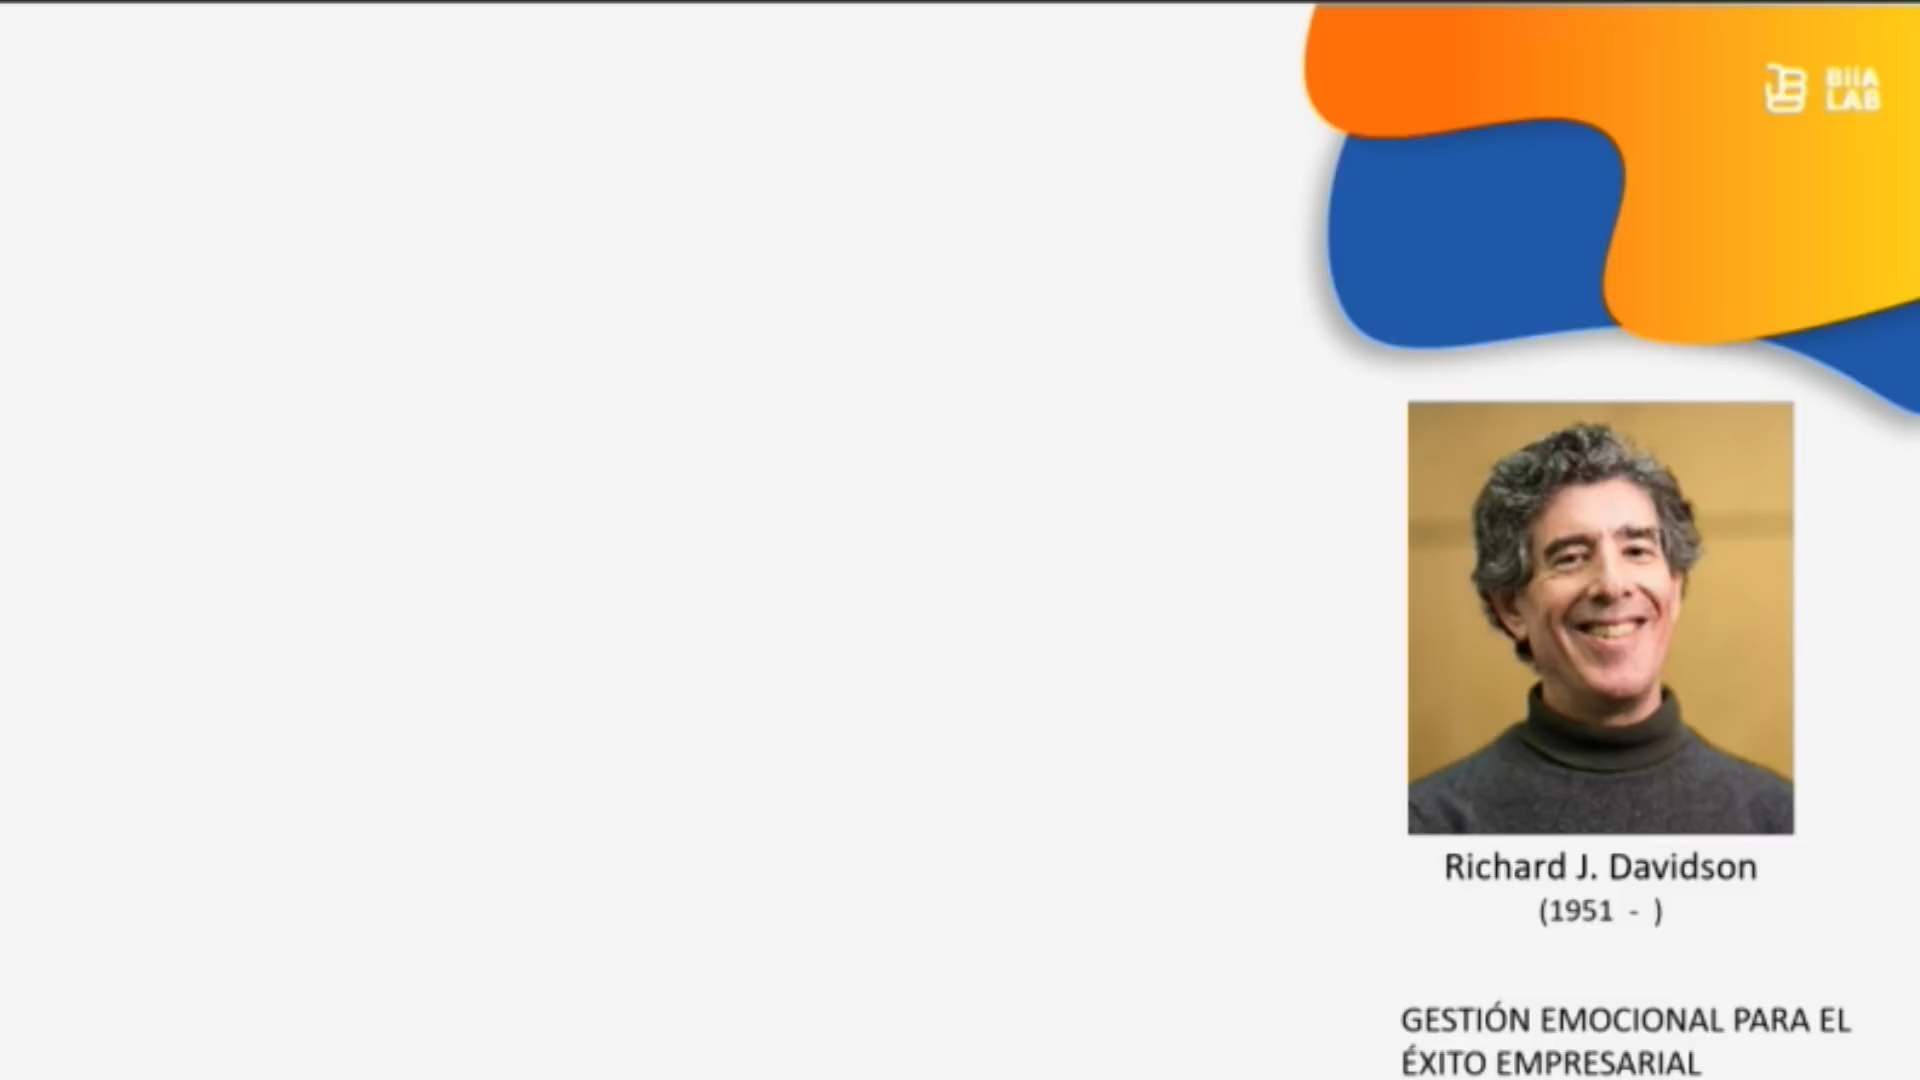 BiiA
LAB
Richard J. Davidson
(1951 - )
GESTIÓN EMOCIONAL PARA EL
ÉXITO EMPRESARIAL